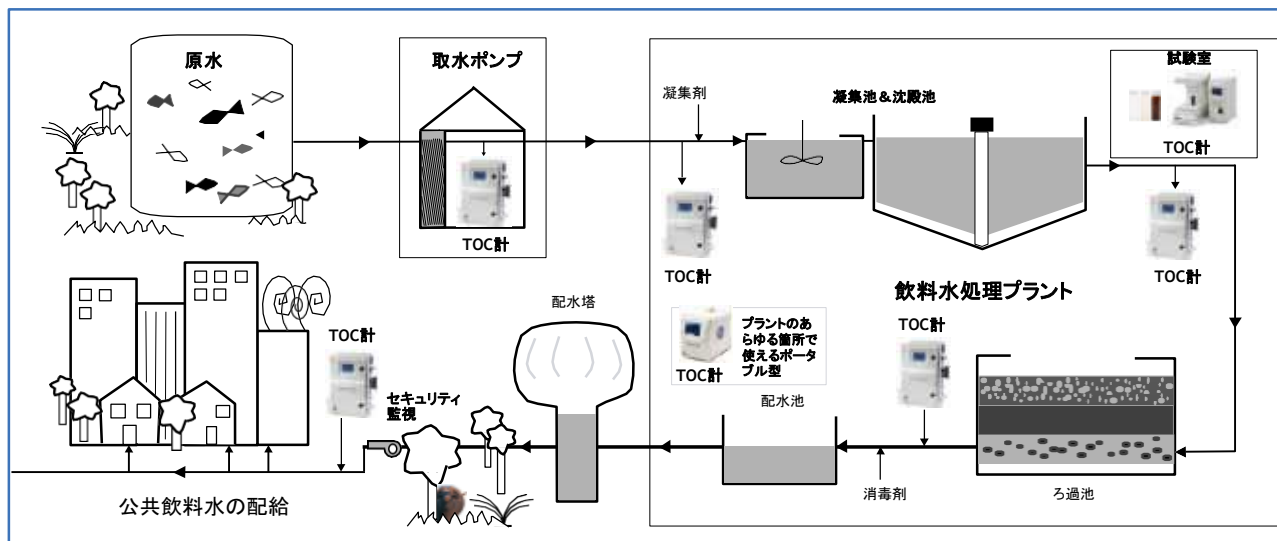 原水
取水ポンプ
TOC計
凝集剤
TOC計
凝集池＆沈殿池
試験室
TOC計
TOC計
飲料水処理プラント
TOC計
プラントのあ
らゆる箇所で
使えるポータ
ブル型
TOC計
配水池
消毒剤
ろ過池
配水塔
セキュリティ
監視
TOC計
公共飲料水の配給